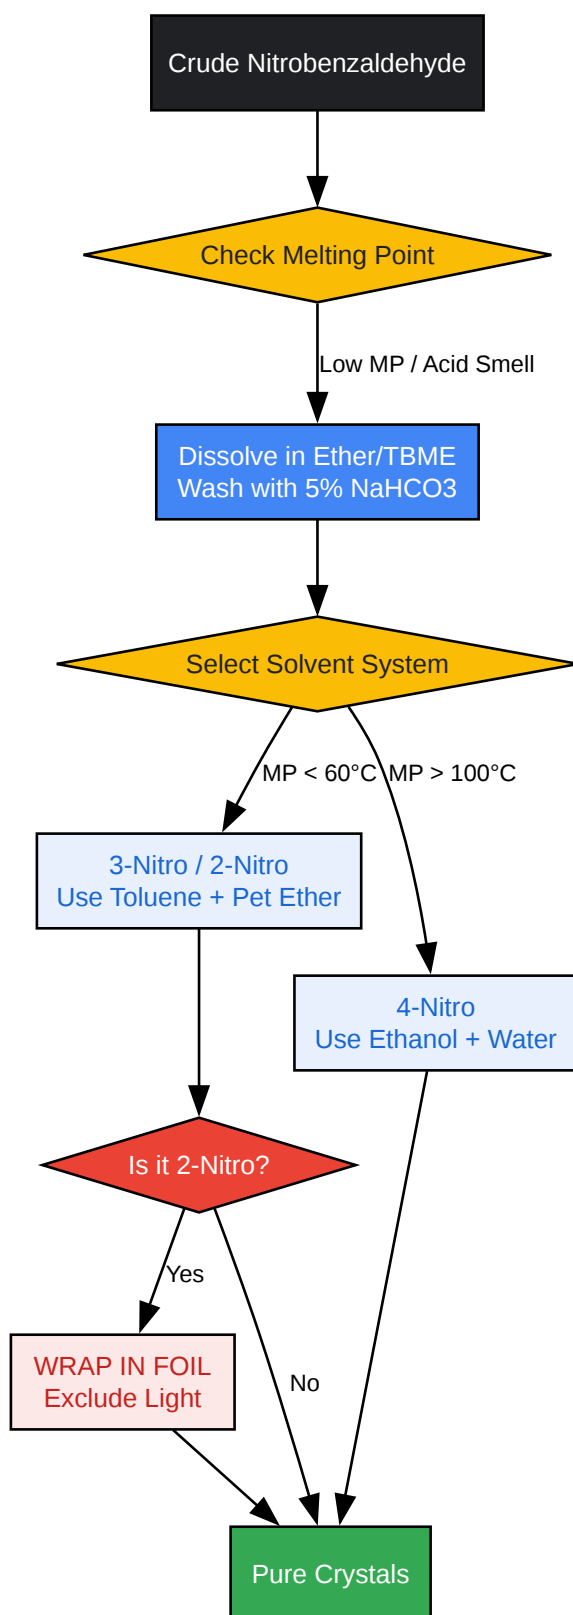 Crude Nitrobenzaldehyde
Check Melting Point
Low MP / Acid Smell
Dissolve in Ether/TBME
Wash with 5% NaHCO3
Select Solvent System
MP < 60°C
MP > 100°C
3-Nitro / 2-Nitro
Use Toluene + Pet Ether
4-Nitro
Use Ethanol + Water
Is it 2-Nitro?
Yes
WRAP IN FOIL
Exclude Light
No
Pure Crystals